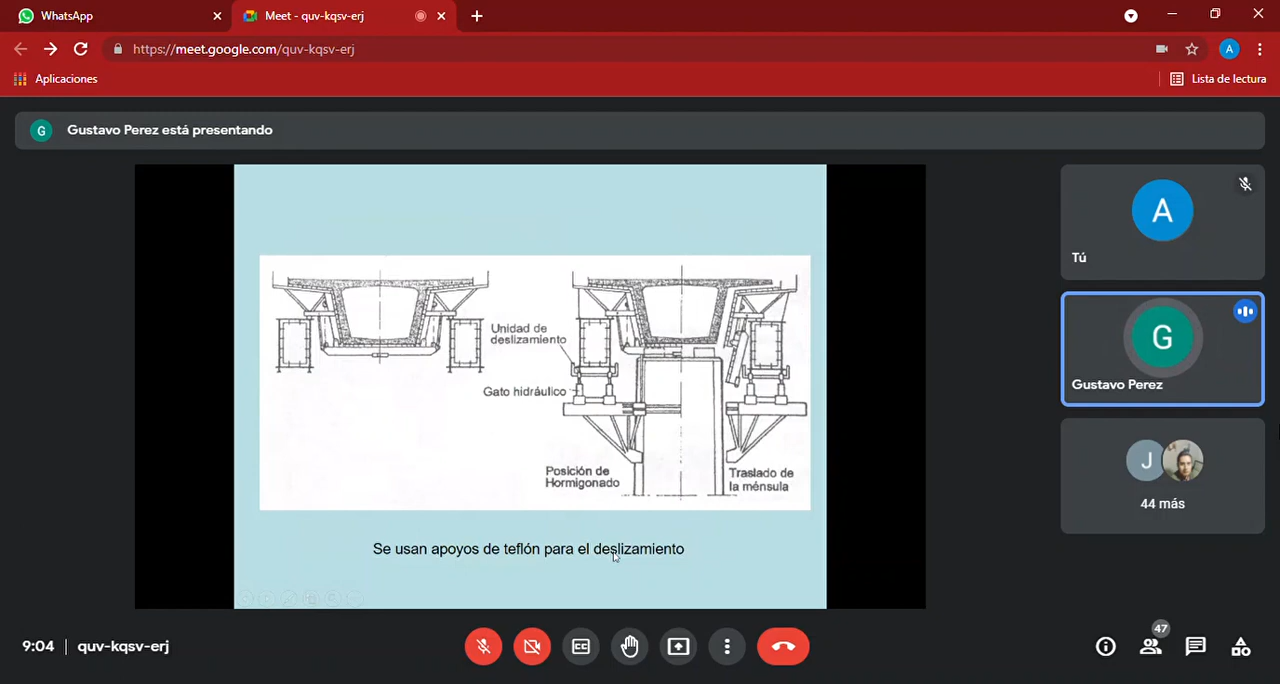 WhatsApp
Meet - quv-kqsv-erj
https://meet.google.com/quv-kqsv-erj
A
Aplicaciones
Lista de lectura
G
Gustavo Perez está presentando
A
Tú
Unidad de
deslizamiento
Gato hidráulico
Posición de
Hormigonado
Traslado de
la ménsula
G
Gustavo Perez
J
44 más
Se usan apoyos de teflón para el deslizamiento
9:04
quv-kqsv-erj
CC
47